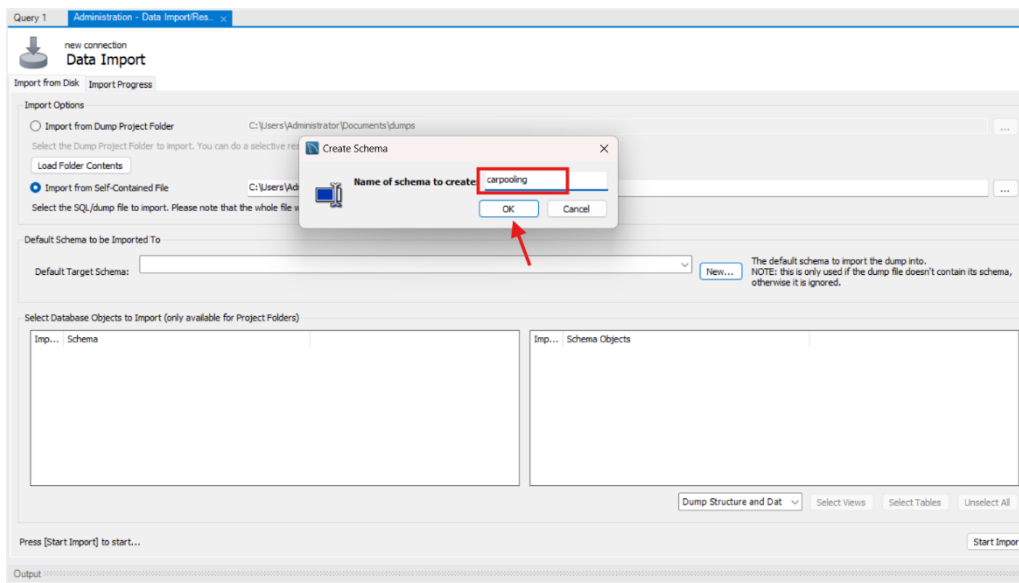 Query 1
Administration - Data Import/Res..
new connection
Data Import
Import from Disk
Import Progress
Import Options
Import from Dump Project Folder
C:\Users\Administrator\Documents\dumps
...
Select the Dump Project Folder to import. You can do a selective res
Load Folder Contents
Import from Self-Contained File
C:\Users\Ad
...
Select the SQL/dump file to import. Please note that the whole file w
Create Schema
Name of schema to create:
carpooling
OK
Cancel
Default Schema to be Imported To
Default Target Schema:
New...
The default schema to import the dump into.
NOTE: this is only used if the dump file doesn't contain its schema,
otherwise it is ignored.
Select Database Objects to Import (only available for Project Folders)
Imp... Schema
Imp... Schema Objects
Dump Structure and Dat
Select Views
Select Tables
Unselect All
Press [Start Import] to start...
Start Impor
Output